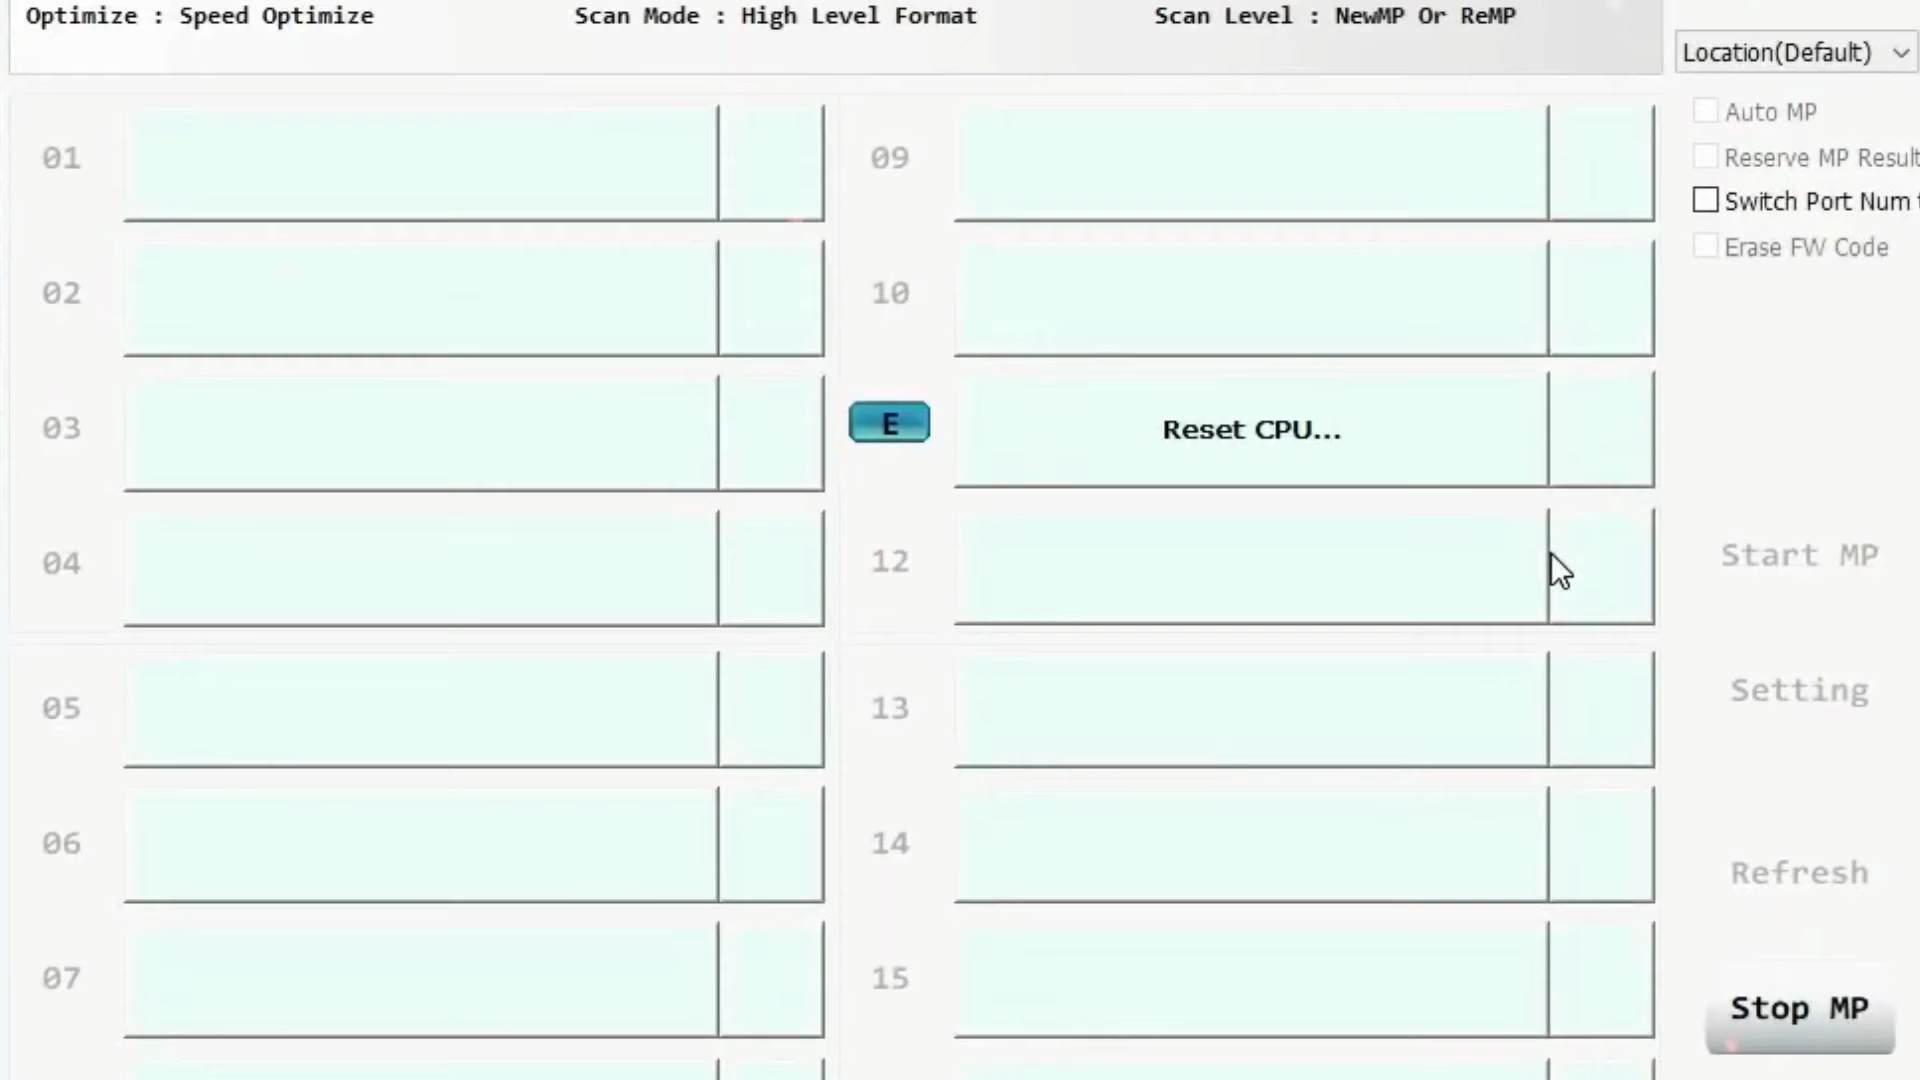 Optimize : Speed Optimize Scan Mode : High Level Format Scan Level : NewMP Or ReMP
Location(Default)
Auto MP
Reserve MP Result
Switch Port Num
Erase FW Code
01
02
03
04
05
06
07
09
10
E Reset CPU...
12
13
14
15
Start MP
Setting
Refresh
Stop MP